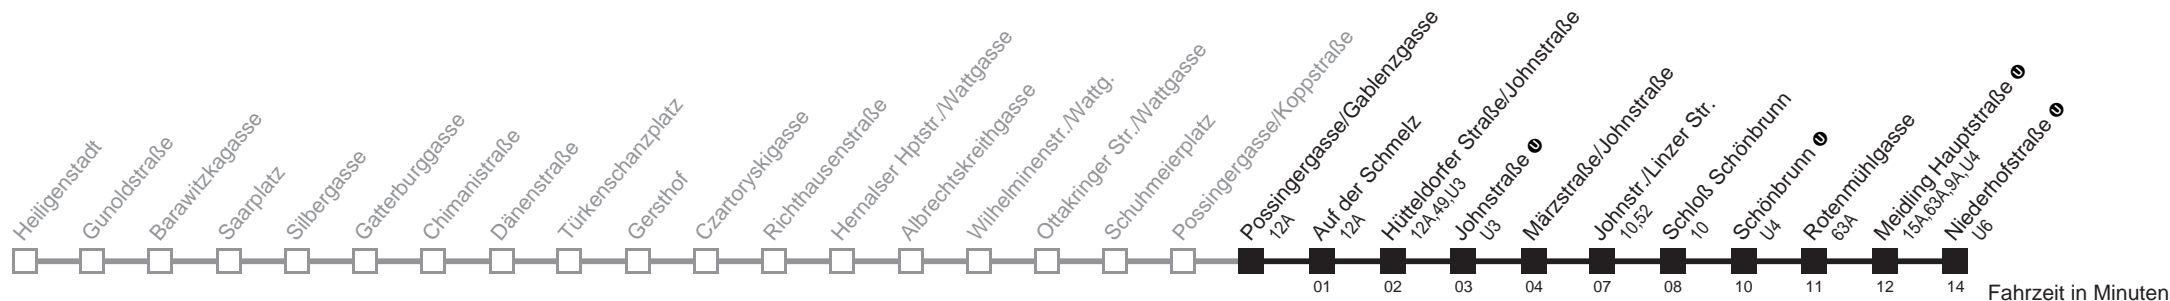 Heiligenstadt
Gunoldstraße
Barawitzkagasse
Saarplatz
Silbergasse
Gatterburggasse
Chimanistraße
Dänenstraße
Türkenschanzplatz
Gersthof
Czartoryskigasse
Richthausenstraße
Hernalser Hptstr./Wattgasse
Albrechtskreithgasse
Wilhelminenstr./Wattg.
Ottakringer Str./Wattgasse
Schuhmeierplatz
Possingergasse/Koppstraße
Possingergasse/Gablenzgasse
12A
Auf der Schmelz
12A
Hütteldorfer Straße/Johnstraße
12A,49,U3
Johnstraße U
U3
Märzstraße/Johnstraße
Johnstr./Linzer Str.
10,52
Schloß Schönbrunn
10
Schönbrunn U
U4
Rotenmühlgasse
63A
Meidling Hauptstraße U
15A,63A,9A,U4
Niederhofstraße U
U6
01 02 03 04 07 08 10 11 12 14
Fahrzeit in Minuten